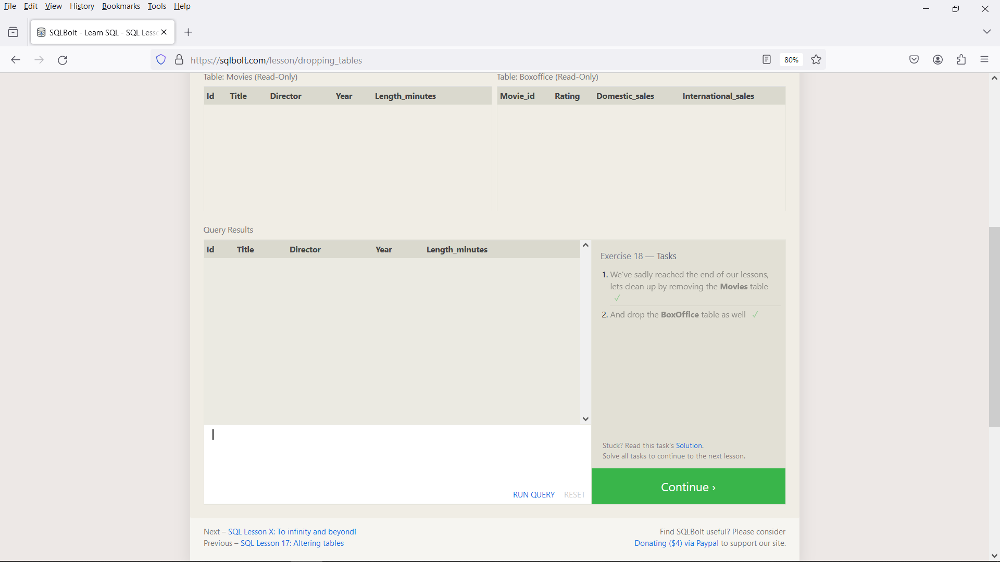 File Edit View History Bookmarks Tools Help
SQLBolt - Learn SQL - SQL Less
https://sqlbolt.com/lesson/dropping_tables
80%
Table: Movies (Read-Only)
Table: Boxoffice (Read-Only)
Id Title Director Year Length_minutes
Movie_id Rating Domestic_sales International_sales
Query Results
Id Title Director Year Length_minutes
Exercise 18 — Tasks
1. We've sadly reached the end of our lessons,
lets clean up by removing the Movies table
✓
2. And drop the BoxOffice table as well ✓
Stuck? Read this task's Solution.
Solve all tasks to continue to the next lesson.
RUN QUERY RESET
Continue ›
Next – SQL Lesson X: To infinity and beyond!
Previous – SQL Lesson 17: Altering tables
Find SQLBolt useful? Please consider
Donating ($4) via Paypal to support our site.